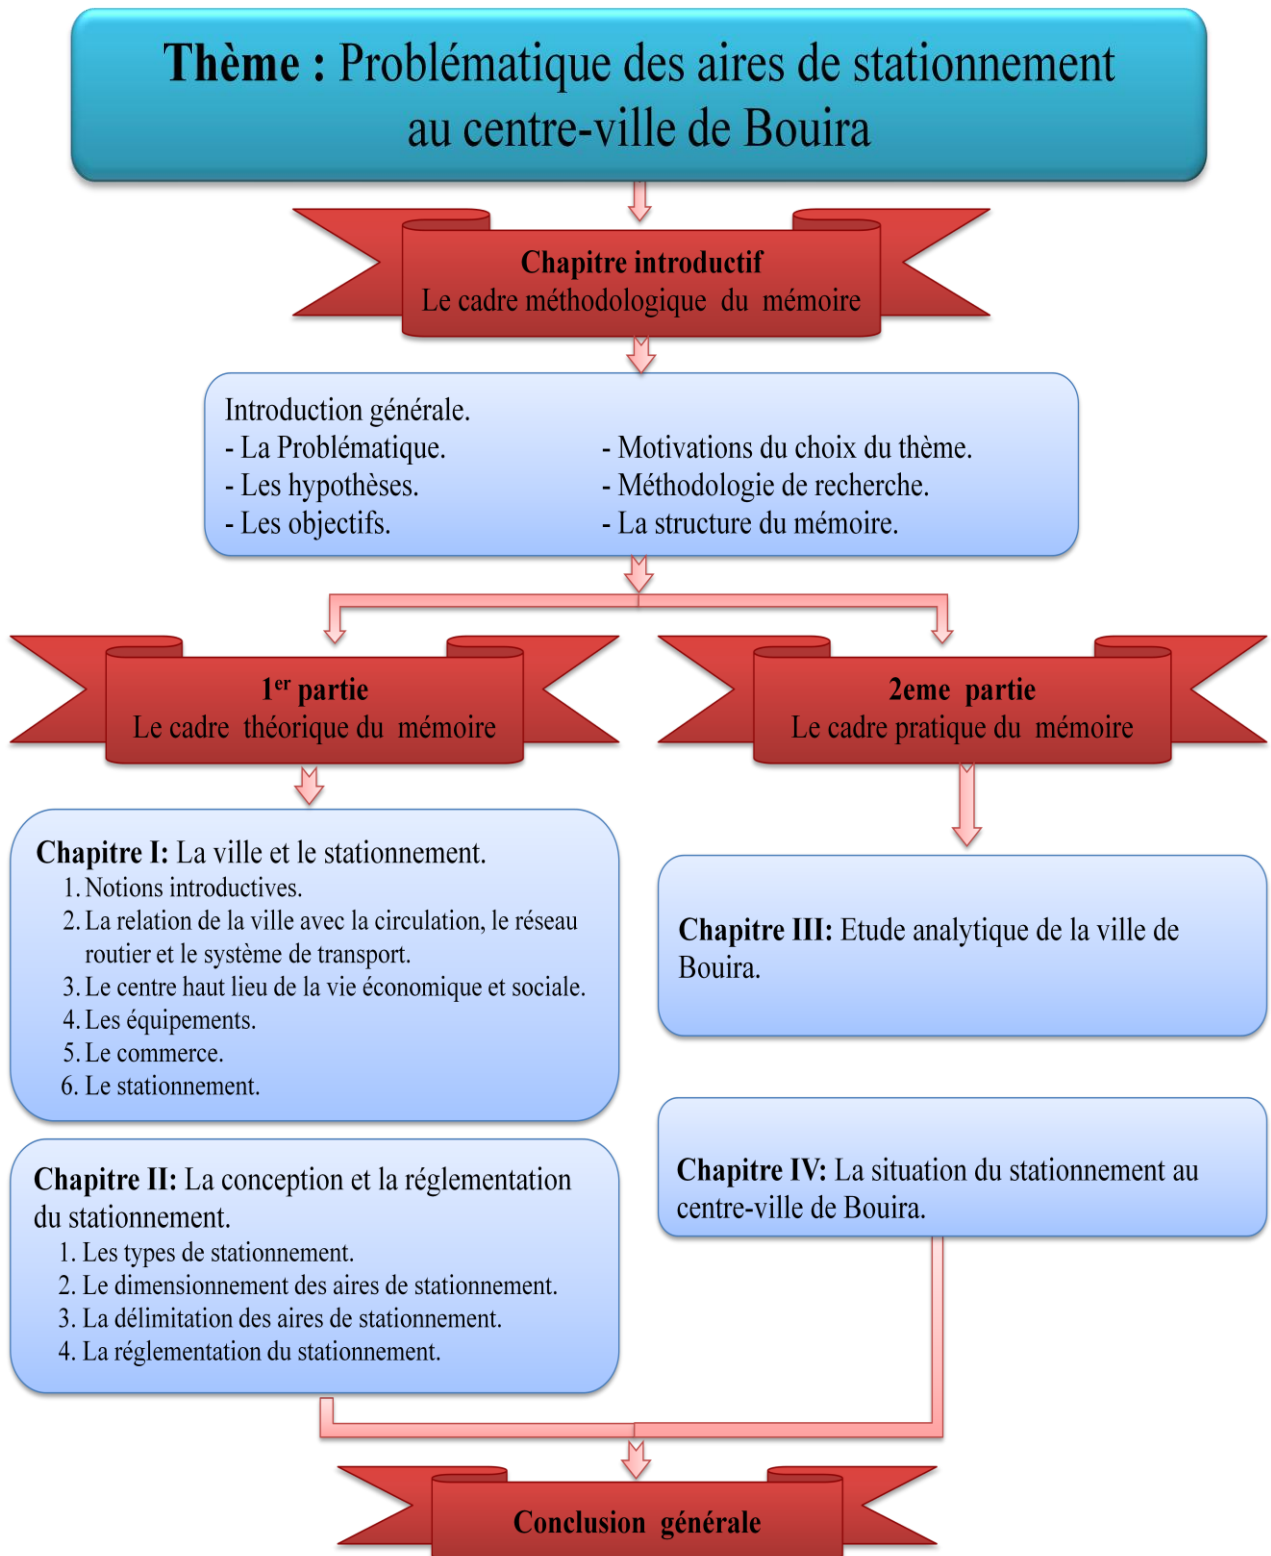 Thème : Problématique des aires de stationnement
au centre-ville de Bouira
Chapitre introductif
Le cadre méthodologique du mémoire
Introduction générale.
- La Problématique.
- Les hypothèses.
- Les objectifs.
- Motivations du choix du thème.
- Méthodologie de recherche.
- La structure du mémoire.
1er partie
Le cadre théorique du mémoire
Chapitre I: La ville et le stationnement.
1. Notions introductives.
2. La relation de la ville avec la circulation, le réseau
routier et le système de transport.
3. Le centre haut lieu de la vie économique et sociale.
4. Les équipements.
5. Le commerce.
6. Le stationnement.
Chapitre II: La conception et la réglementation
du stationnement.
1. Les types de stationnement.
2. Le dimensionnement des aires de stationnement.
3. La délimitation des aires de stationnement.
4. La réglementation du stationnement.
2eme partie
Le cadre pratique du mémoire
Chapitre III: Etude analytique de la ville de
Bouira.
Chapitre IV: La situation du stationnement au
centre-ville de Bouira.
Conclusion générale